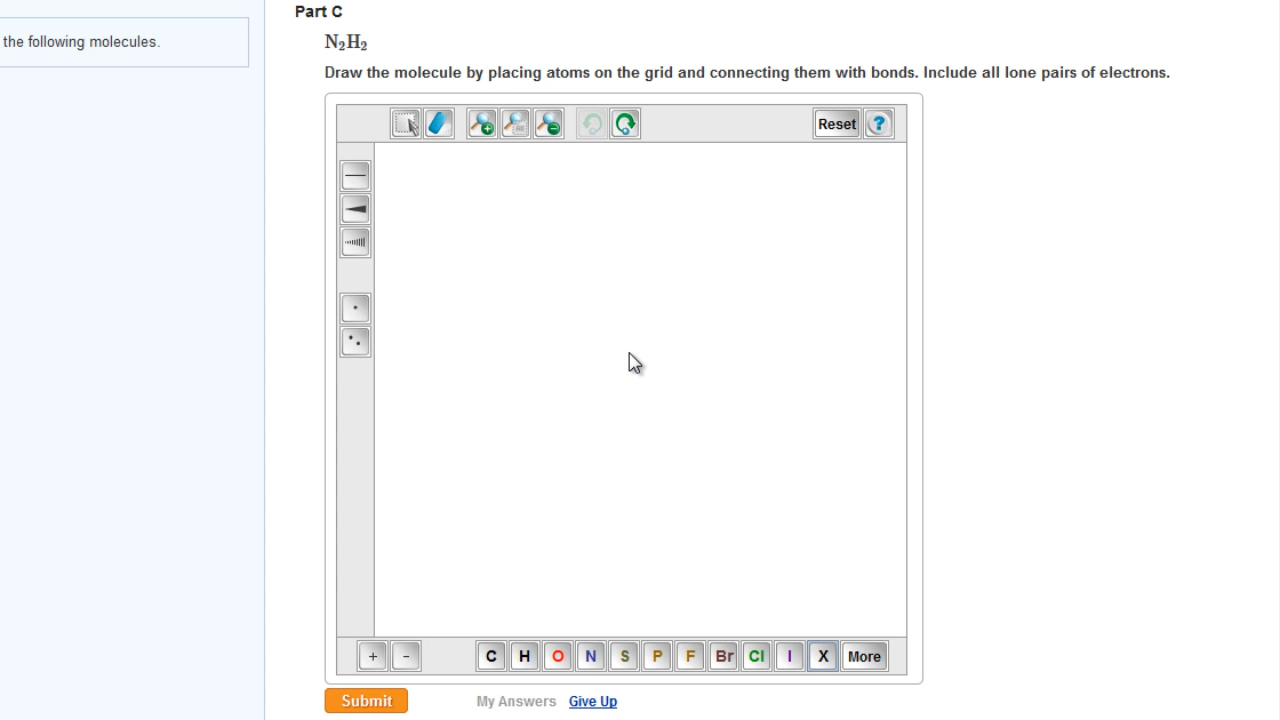 Part C
the following molecules.
N₂H₂
Draw the molecule by placing atoms on the grid and connecting them with bonds. Include all lone pairs of electrons.
Reset ?
+ - C H O N S P F Br Cl I X More
Submit My Answers Give Up